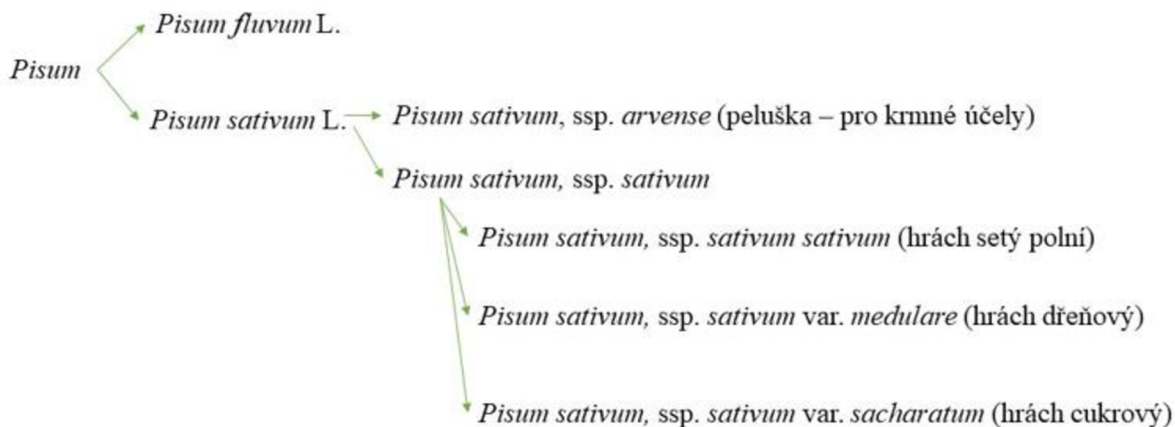 Pisum fluvum L.
Pisum
Pisum sativum L.
Pisum sativum, ssp. arvense (peluška – pro krmné účely)
Pisum sativum, ssp. sativum
Pisum sativum, ssp. sativum sativum (hrách setý polní)
Pisum sativum, ssp. sativum var. medulare (hrách dřeňový)
Pisum sativum, ssp. sativum var. sacharatum (hrách cukrový)